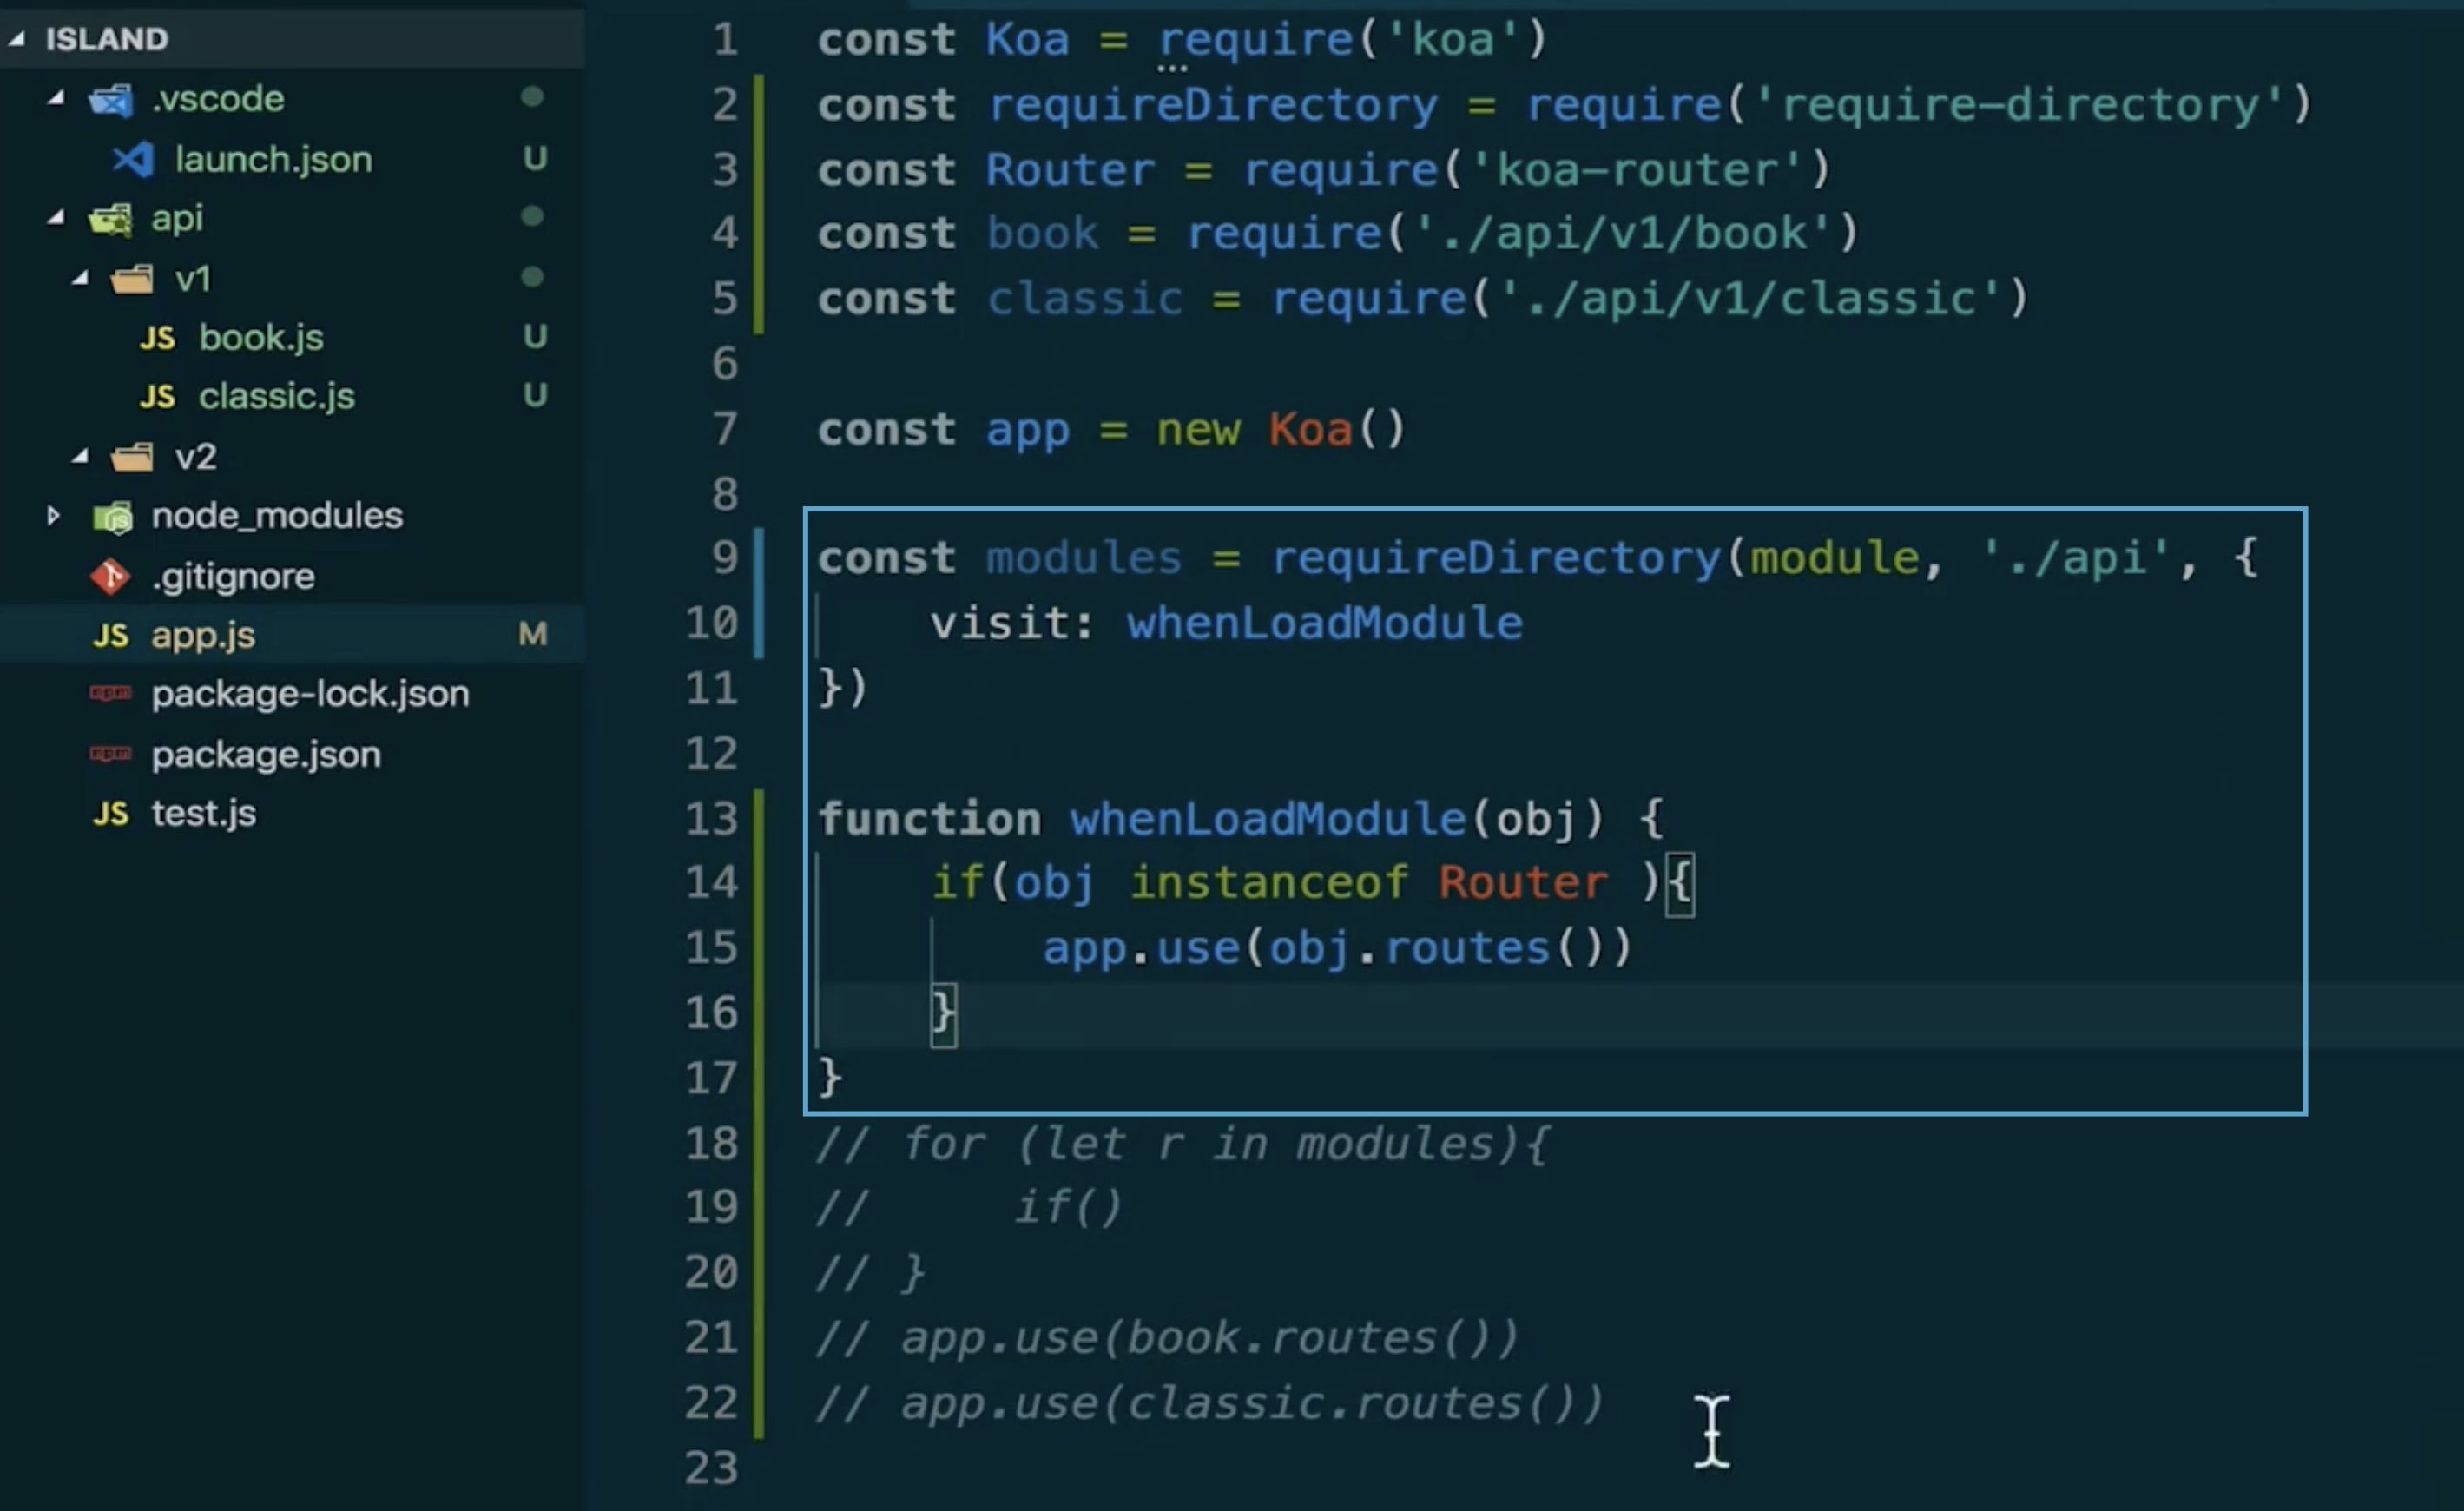 ISLAND
.vscode
launch.json U
api
v1
JS book.js U
JS classic.js U
v2
node_modules
.gitignore
JS app.js M
package-lock.json
package.json
JS test.js
1 const Koa = require('koa')
2 const requireDirectory = require('require-directory')
3 const Router = require('koa-router')
4 const book = require('./api/v1/book')
5 const classic = require('./api/v1/classic')
6
7 const app = new Koa()
8
9 const modules = requireDirectory(module, './api', {
10     visit: whenLoadModule
11 })
12
13 function whenLoadModule(obj) {
14     if(obj instanceof Router ){
15         app.use(obj.routes())
16     }
17 }
18 // for (let r in modules){
19 //     if()
20 // }
21 // app.use(book.routes())
22 // app.use(classic.routes())
23